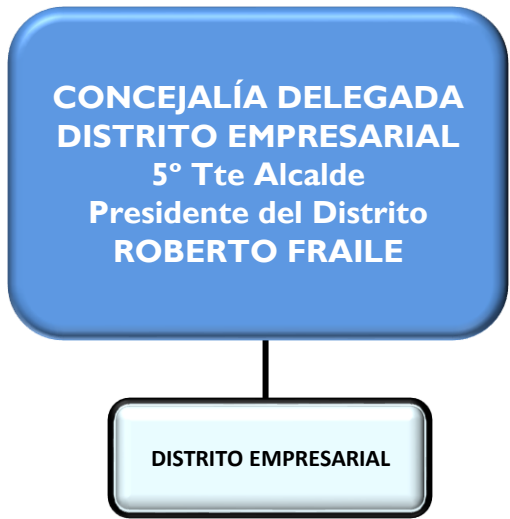 CONCEJALÍA DELEGADA
DISTRITO EMPRESARIAL
5º Tte Alcalde
Presidente del Distrito
ROBERTO FRAILE
DISTRITO EMPRESARIAL